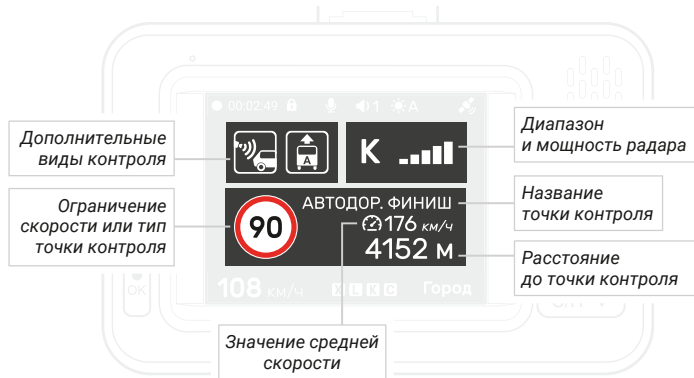 00:02:49 1 A
Дополнительные
виды контроля
A
K
Диапазон
и мощность радара
Ограничение
скорости или тип
точки контроля
90
АВТОДОР. ФИНИШ
176 км/ч
4152 м
Название
точки контроля
Расстояние
до точки контроля
OK
108 км/ч X L K C Город
Значение средней
скорости